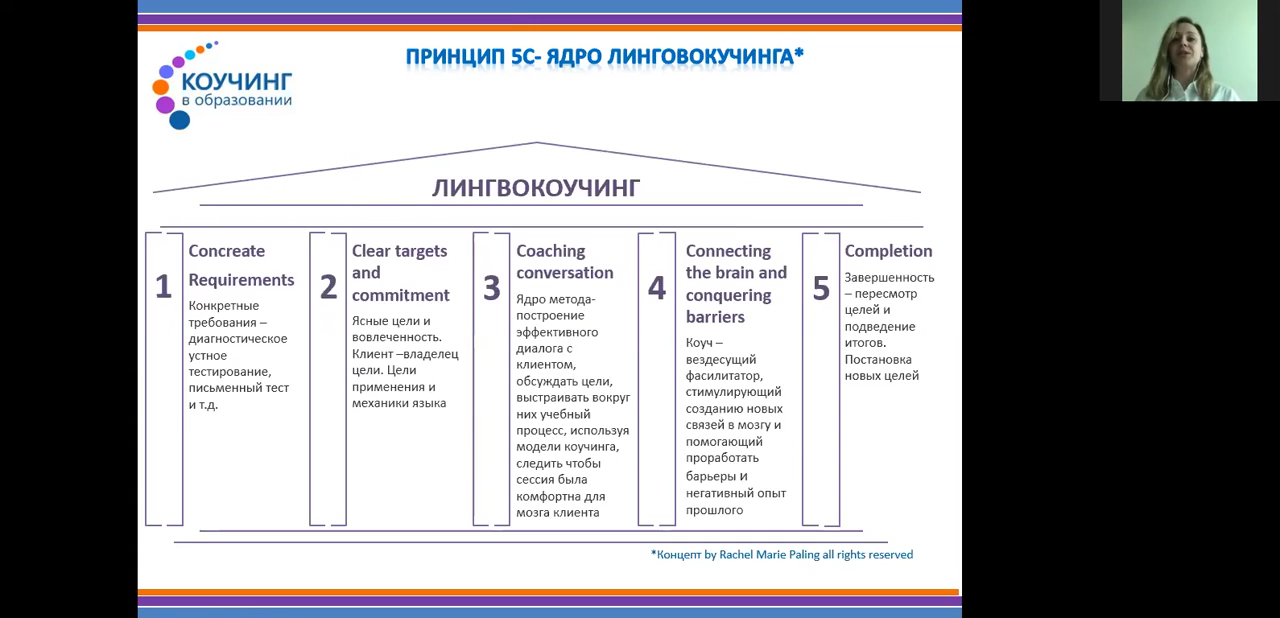 ПРИНЦИП 5С- ЯДРО ЛИНГОВОКУЧИНГА*
КОУЧИНГ
в образовании
ЛИНГВОКОУЧИНГ
1
Concreate
Requirements
Конкретные
требования –
диагностическое
устное
тестирование,
письменный тест
и т.д.
2
Clear targets
and
commitment
Ясные цели и
вовлеченность.
Клиент –владелец
цели. Цели
применения и
механики языка
3
Coaching
conversation
Ядро метода-
построение
эффективного
диалога с
клиентом,
обсуждать цели,
выстраивать вокруг
них учебный
процесс, используя
модели коучинга,
следить чтобы
сессия была
комфортна для
мозга клиента
4
Connecting
the brain and
conquering
barriers
Коуч –
вездесущий
фасилитатор,
стимулирующий
созданию новых
связей в мозгу и
помогающий
проработать
барьеры и
негативный опыт
прошлого
5
Completion
Завершенность
– пересмотр
целей и
подведение
итогов.
Постановка
новых целей
*Концепт by Rachel Marie Paling all rights reserved